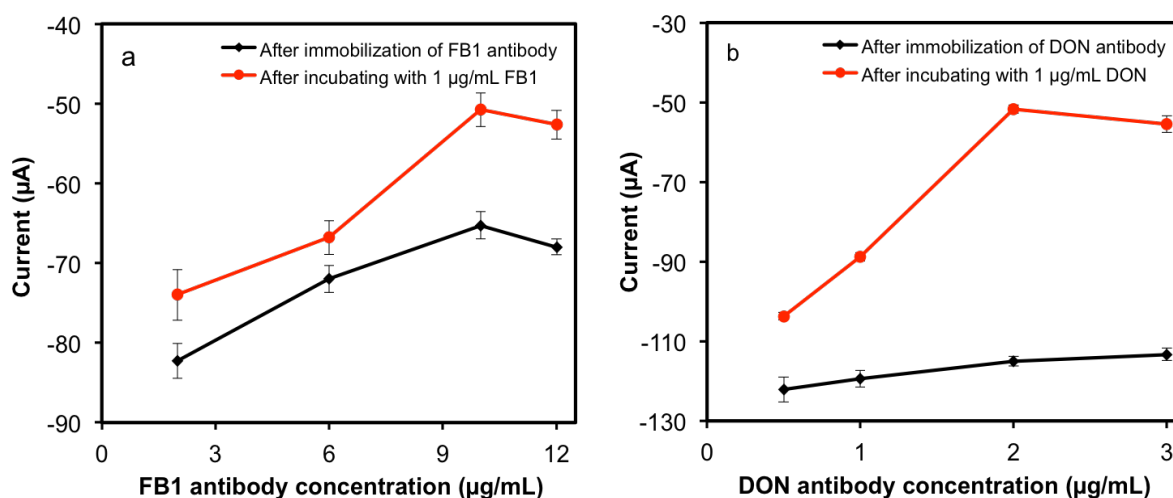 a
After immobilization of FB1 antibody
After incubating with 1 µg/mL FB1
-40
-50
-60
-70
-80
-90
Current (µA)
0 3 6 9 12
FB1 antibody concentration (µg/mL)
b
After immobilization of DON antibody
After incubating with 1 µg/mL DON
-30
-50
-70
-90
-110
-130
Current (µA)
0 1 2 3
DON antibody concentration (µg/mL)